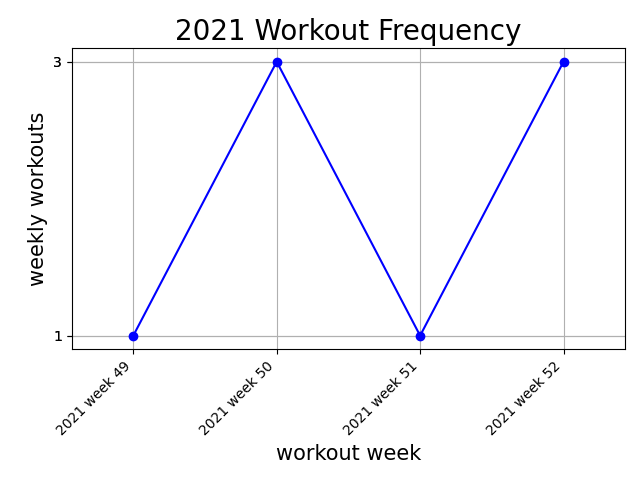 2021 Workout Frequency
weekly workouts
3
1
2021 week 49
2021 week 50
2021 week 51
2021 week 52
workout week